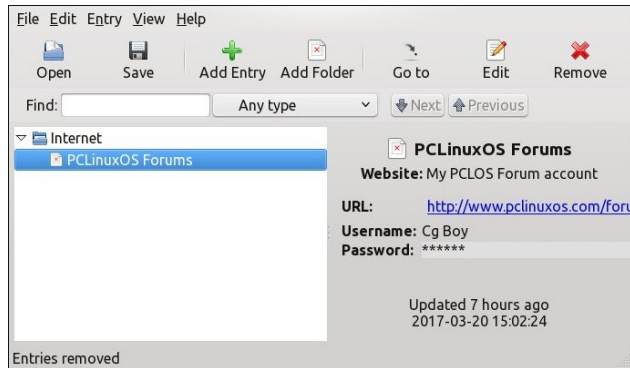 File Edit Entry View Help
Open Save Add Entry Add Folder Go to Edit Remove
Find: Any type Next Previous
Internet
PCLinuxOS Forums
PCLinuxOS Forums
Website: My PCLOS Forum account
URL: http://www.pclinuxos.com/foru
Username: Cg Boy
Password: ******
Updated 7 hours ago
2017-03-20 15:02:24
Entries removed